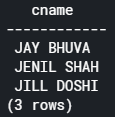 cname
------------
JAY BHUVA
JENIL SHAH
JILL DOSHI
(3 rows)